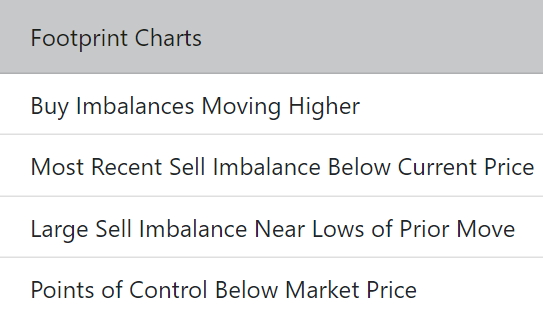 Footprint Charts
Buy Imbalances Moving Higher
Most Recent Sell Imbalance Below Current Price
Large Sell Imbalance Near Lows of Prior Move
Points of Control Below Market Price